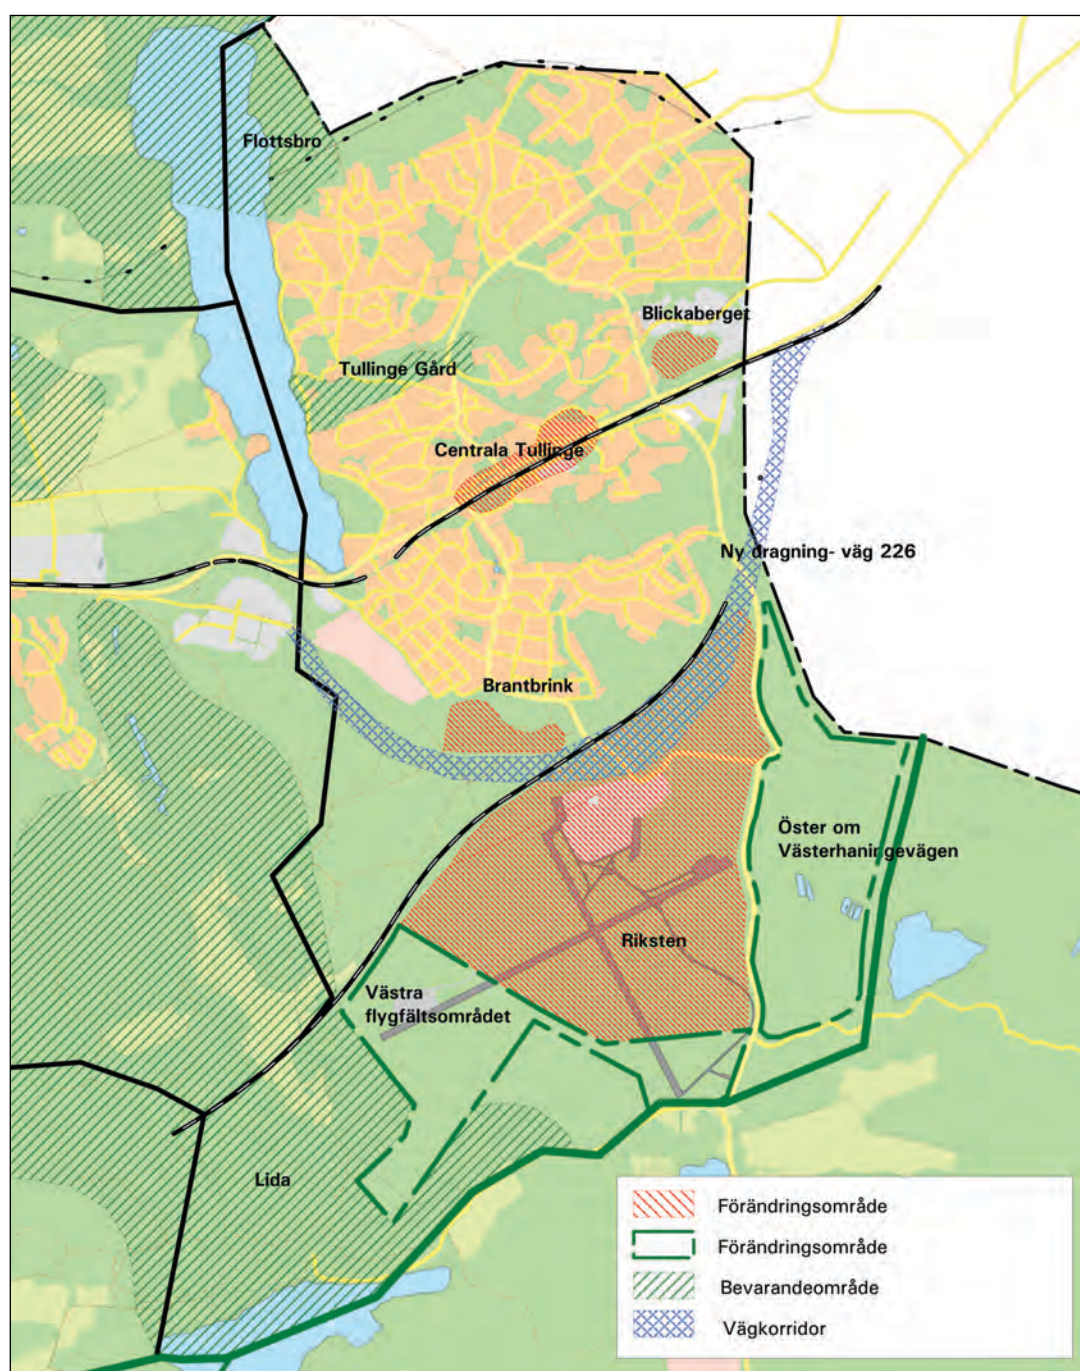 Flottsbro
Blickaberget
Tullinge Gård
Centrala Tullinge
Ny dragning- väg 226
Brantbrink
Öster om
Västerhaningevägen
Riksten
Västra
flygfältsområdet
Lida
Förändringsområde
Förändringsområde
Bevarandeområde
Vägkorridor